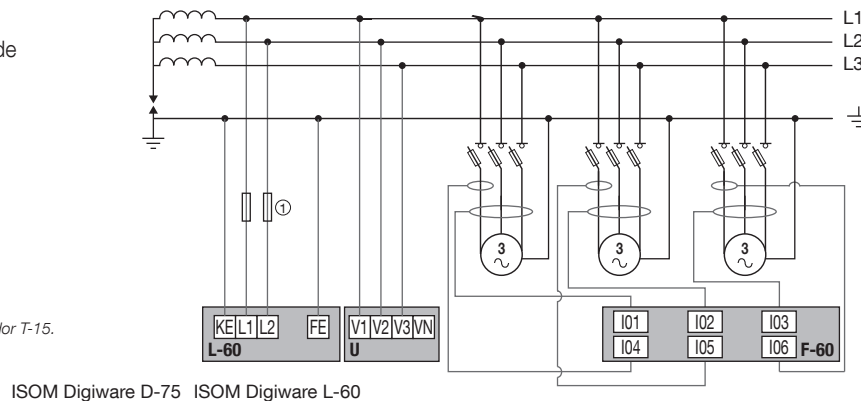 L1
de
L2
L3
①
3
3
3
KE L1 L2 FE V1 V2 V3 VN
L-60 U
I01 I02 I03
I04 I05 I06 F-60
dor T-15.
ISOM Digiware D-75 ISOM Digiware L-60